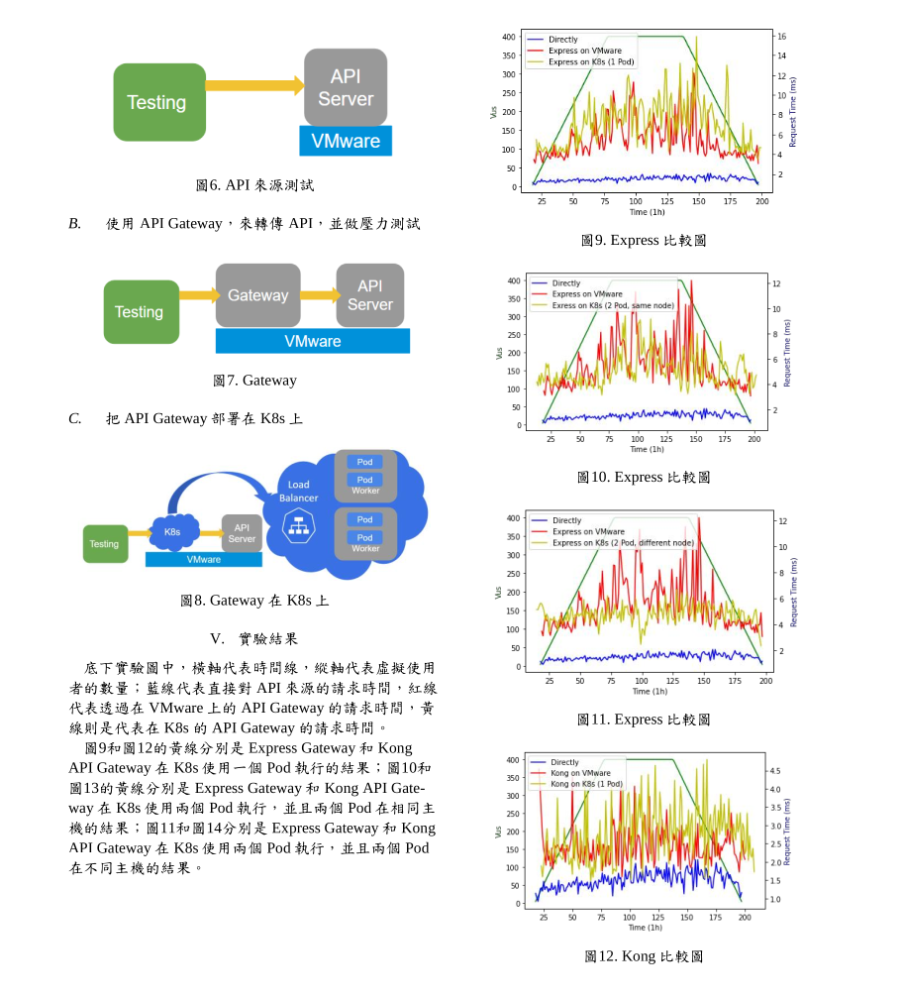 Testing
API
Server
VMware
圖6. API 來源測試
B. 使用 API Gateway，來轉傳 API，並做壓力測試
Testing
Gateway
API
Server
VMware
圖7. Gateway
C. 把 API Gateway 部署在 K8s 上
Testing
K8s
API
Server
VMware
Load
Balancer
Pod
Pod
Worker
Pod
Pod
Worker
圖8. Gateway 在 K8s 上
V. 實驗結果
底下實驗圖中，橫軸代表時間線，縱軸代表虛擬使用
者的數量；藍線代表直接對 API 來源的請求時間，紅線
代表透過在 VMware 上的 API Gateway 的請求時間，黃
線則是代表在 K8s 的 API Gateway 的請求時間。
圖9和圖12的黃線分別是 Express Gateway 和 Kong
API Gateway 在 K8s 使用一個 Pod 執行的結果；圖10和
圖13的黃線分別是 Express Gateway 和 Kong API Gate-
way 在 K8s 使用兩個 Pod 執行，並且兩個 Pod 在相同主
機的結果；圖11和圖14分別是 Express Gateway 和 Kong
API Gateway 在 K8s 使用兩個 Pod 執行，並且兩個 Pod
在不同主機的結果。
Directly
Express on VMware
Express on K8s (1 Pod)
400
350
300
250
200
150
100
50
0
Vus
16
14
12
10
8
6
4
2
Request Time (ms)
25 50 75 100 125 150 175 200
Time (1h)
圖9. Express 比較圖
Directly
Express on VMware
Exress on K8s (2 Pod, same node)
400
350
300
250
200
150
100
50
0
Vus
12
10
8
6
4
2
Request Time (ms)
25 50 75 100 125 150 175 200
Time (1h)
圖10. Express 比較圖
Directly
Express on VMware
Express on K8s (2 Pod, different node)
400
350
300
250
200
150
100
50
0
Vus
12
10
8
6
4
2
Request Time (ms)
25 50 75 100 125 150 175 200
Time (1h)
圖11. Express 比較圖
Directly
Kong on VMware
Kong on K8s (1 Pod)
400
350
300
250
200
150
100
50
0
Vus
4.5
4.0
3.5
3.0
2.5
2.0
1.5
1.0
Request Time (ms)
25 50 75 100 125 150 175 200
Time (1h)
圖12. Kong 比較圖